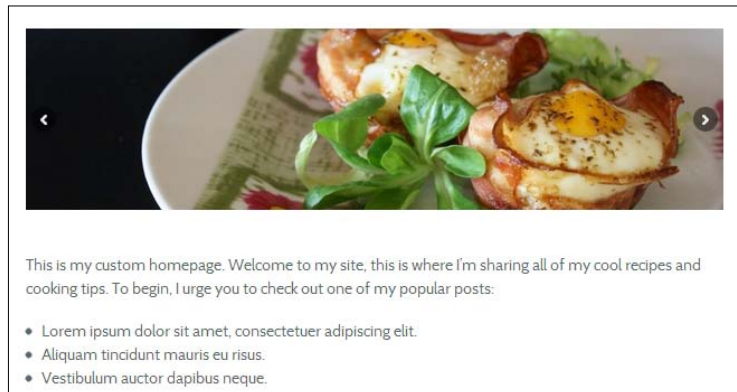 This is my custom homepage. Welcome to my site, this is where I'm sharing all of my cool recipes and
cooking tips. To begin, I urge you to check out one of my popular posts:
Lorem ipsum dolor sit amet, consectetuer adipiscing elit.
Aliquam tincidunt mauris eu risus.
Vestibulum auctor dapibus neque.